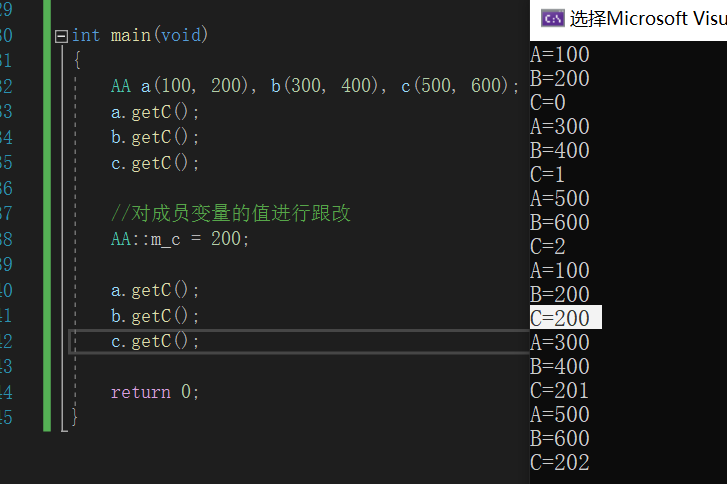 29
30 int main(void)
31 {
32 AA a(100, 200), b(300, 400), c(500, 600);
33 a.getC();
34 b.getC();
35 c.getC();
36
37 //对成员变量的值进行跟改
38 AA::m_c = 200;
39
40 a.getC();
41 b.getC();
42 c.getC();
43
44 return 0;
45 }
选择Microsoft Visu
A=100
B=200
C=0
A=300
B=400
C=1
A=500
B=600
C=2
A=100
B=200
C=200
A=300
B=400
C=201
A=500
B=600
C=202